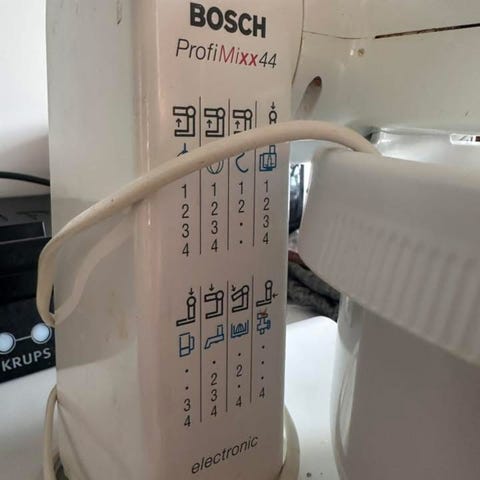 BOSCH
ProfiMixx44
1 1 1 1
2 2 2 2
3 3 · 3
4 4 · 4
· · · ·
· 2 2 ·
3 3 · ·
4 4 4 4
electronic
KRUPS